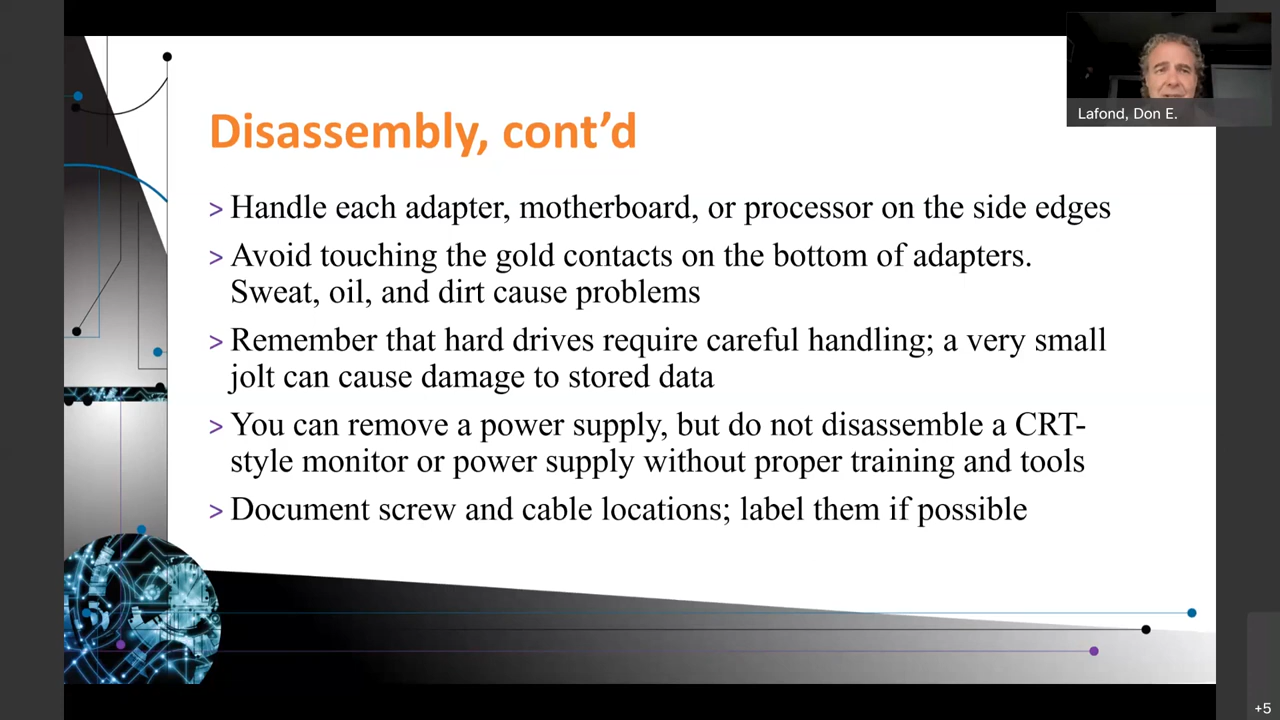 Lafond, Don E.
Disassembly, cont’d
> Handle each adapter, motherboard, or processor on the side edges
> Avoid touching the gold contacts on the bottom of adapters.
Sweat, oil, and dirt cause problems
> Remember that hard drives require careful handling; a very small
jolt can cause damage to stored data
> You can remove a power supply, but do not disassemble a CRT-
style monitor or power supply without proper training and tools
> Document screw and cable locations; label them if possible
+5